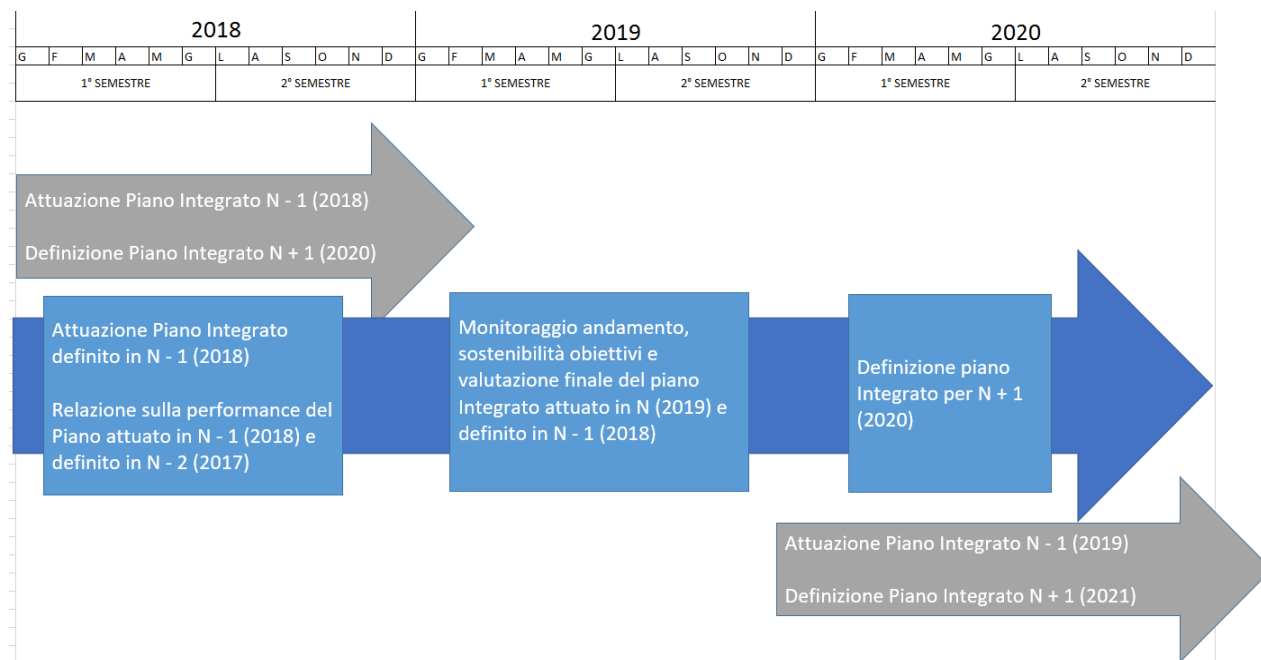 2018 2019 2020
G F M A M G L A S O N D G F M A M G L A S O N D G F M A M G L A S O N D
1° SEMESTRE 2° SEMESTRE 1° SEMESTRE 2° SEMESTRE 1° SEMESTRE 2° SEMESTRE
Attuazione Piano Integrato N - 1 (2018)
Definizione Piano Integrato N + 1 (2020)
Attuazione Piano Integrato
definito in N - 1 (2018)
Relazione sulla performance del
Piano attuato in N - 1 (2018) e
definito in N - 2 (2017)
Monitoraggio andamento,
sostenibilità obiettivi e
valutazione finale del piano
Integrato attuato in N (2019) e
definito in N - 1 (2018)
Definizione piano
Integrato per N + 1
(2020)
Attuazione Piano Integrato N - 1 (2019)
Definizione Piano Integrato N + 1 (2021)